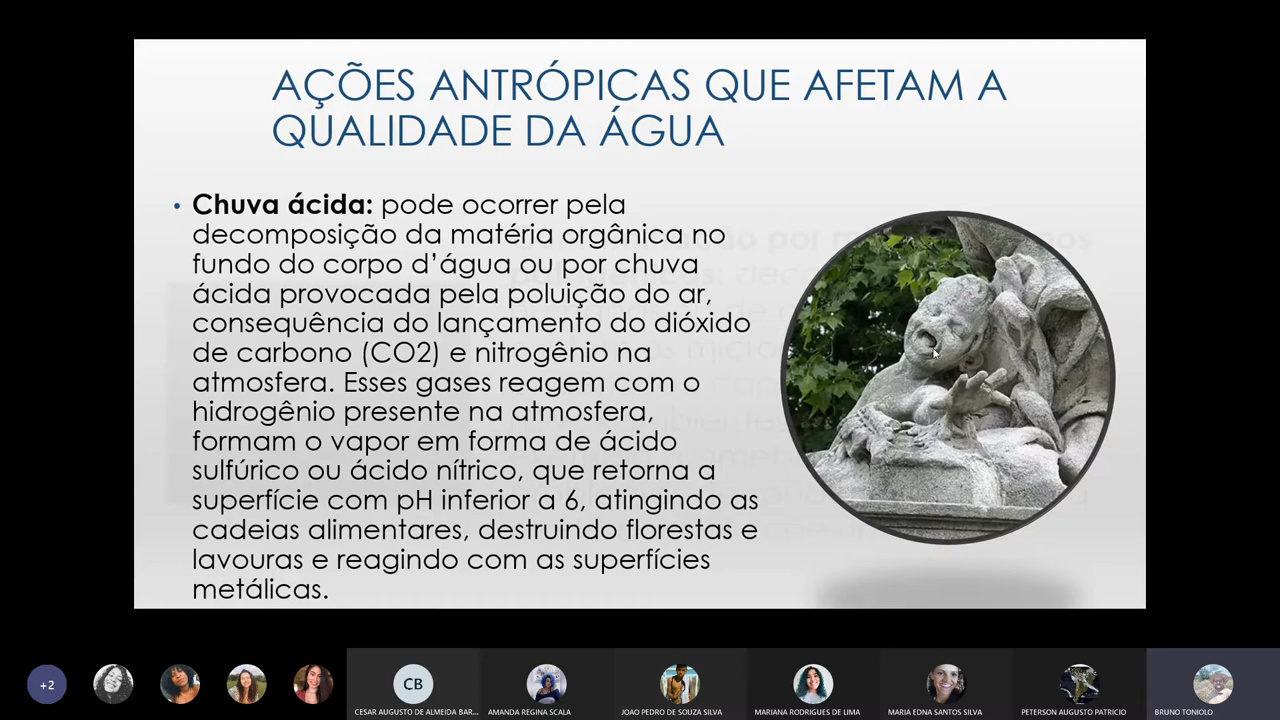 AÇÕES ANTRÓPICAS QUE AFETAM A
QUALIDADE DA ÁGUA
• Chuva ácida: pode ocorrer pela
decomposição da matéria orgânica no
fundo do corpo d'água ou por chuva
ácida provocada pela poluição do ar,
consequência do lançamento do dióxido
de carbono (CO2) e nitrogênio na
atmosfera. Esses gases reagem com o
hidrogênio presente na atmosfera,
formam o vapor em forma de ácido
sulfúrico ou ácido nítrico, que retorna a
superfície com pH inferior a 6, atingindo as
cadeias alimentares, destruindo florestas e
lavouras e reagindo com as superfícies
metálicas.
+2
CB
CESAR AUGUSTO DE ALMEIDA BAR...
AMANDA REGINA SCALA
JOAO PEDRO DE SOUZA SILVA
MARIANA RODRIGUES DE LIMA
MARIA EDNA SANTOS SILVA
PETERSON AUGUSTO PATRICIO
BRUNO TONIOLO